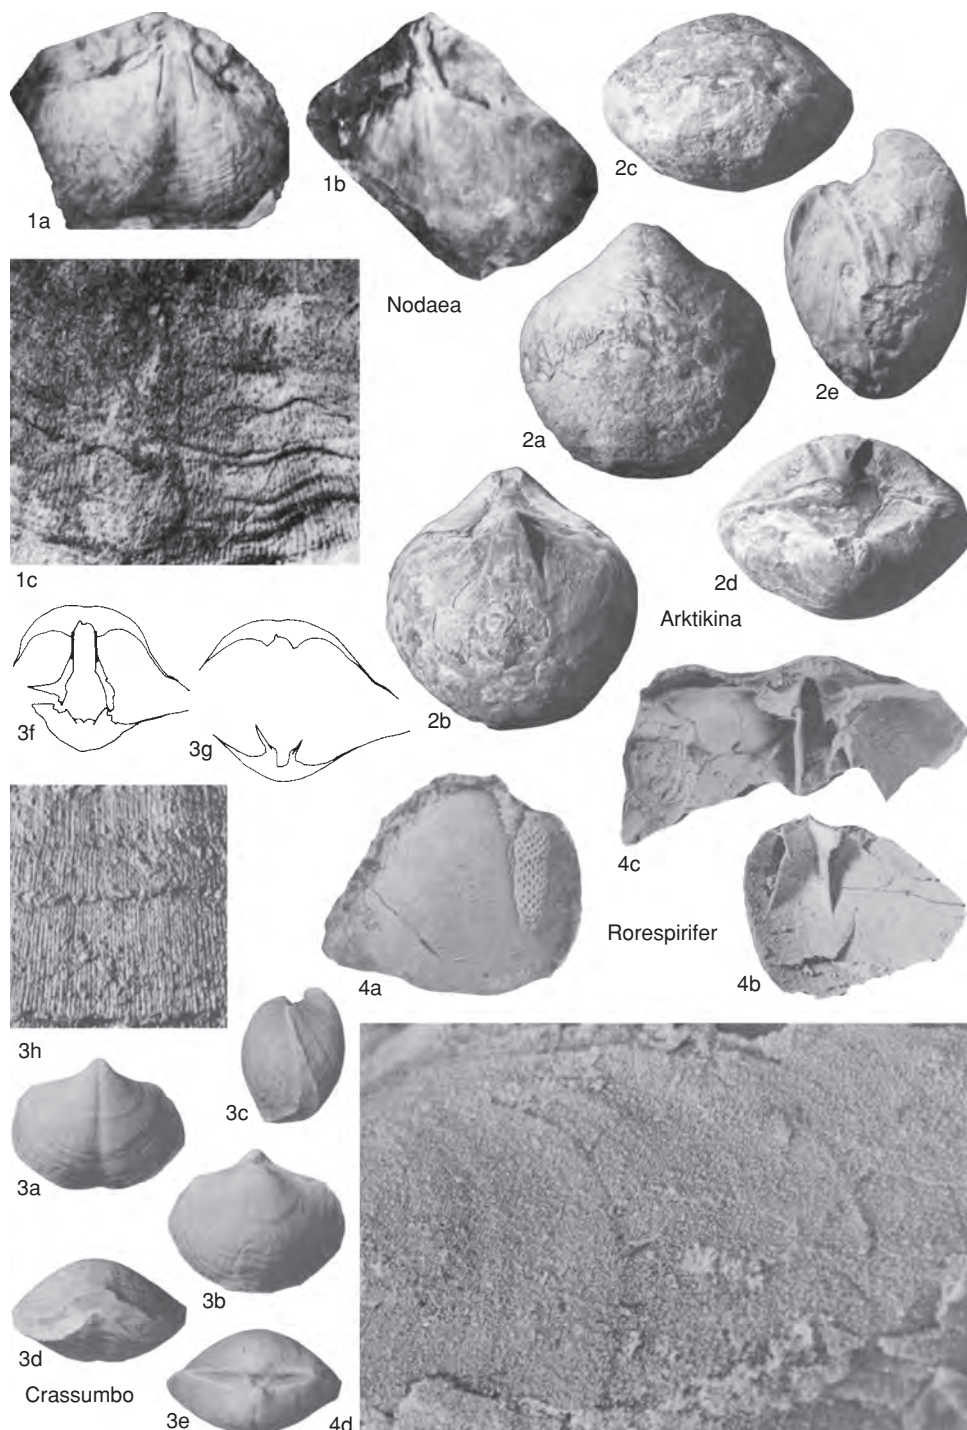 1a
1b
2c
Nodaea
2e
2a
1c
2d
Arktikina
3f
3g
2b
4c
Rorespirifer
4a
4b
3h
3c
3a
3b
3d
Crassumbo
3e
4d